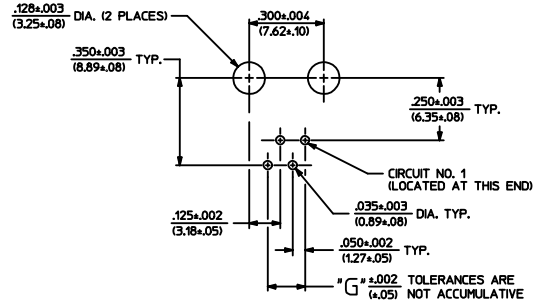 .128±.003
(3.25±.08)
DIA. (2 PLACES)
.300±.004
(7.62±.10)
.350±.003
(8.89±.08)
TYP.
.250±.003
(6.35±.08)
TYP.
CIRCUIT NO. 1
(LOCATED AT THIS END)
.035±.003
(0.89±.08)
DIA. TYP.
.125±.002
(3.18±.05)
.050±.002
(1.27±.05)
TYP.
"G" ±.002
(±.05)
TOLERANCES ARE
NOT ACCUMULATIVE